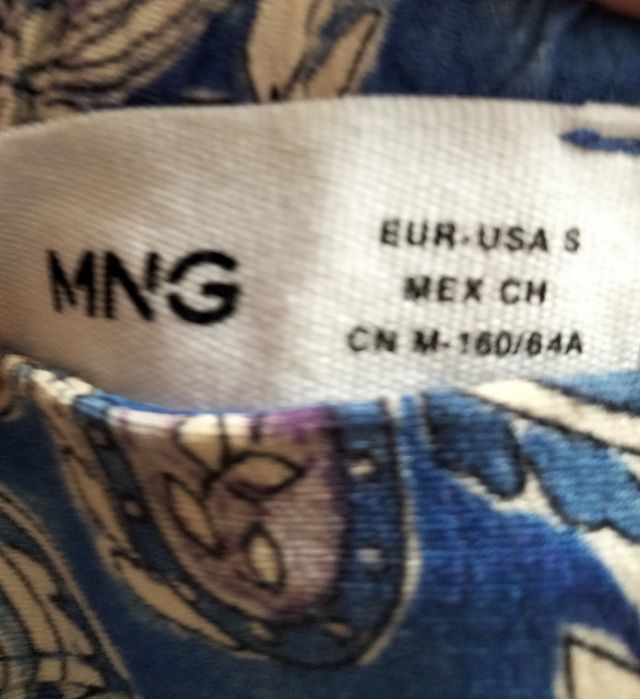 MNG
EUR-USA S
MEX CH
CN M-160/64A